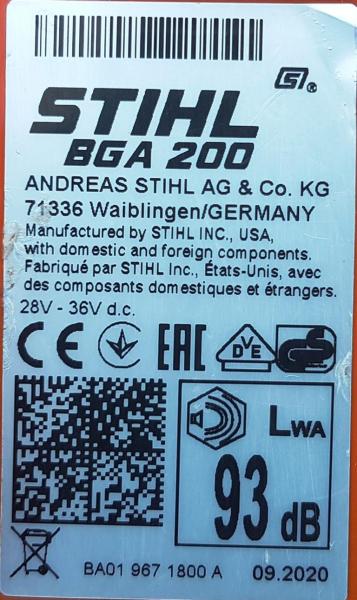 STIHL
BGA 200
ANDREAS STIHL AG & Co. KG
71336 Waiblingen/GERMANY
Manufactured by STIHL INC., USA,
with domestic and foreign components.
Fabriqué par STIHL Inc., États-Unis, avec
des composants domestiques et étrangers.
28V - 36V d.c.
CE EAC DVE GS
LWA
93 dB
BA01 967 1800 A 09.2020